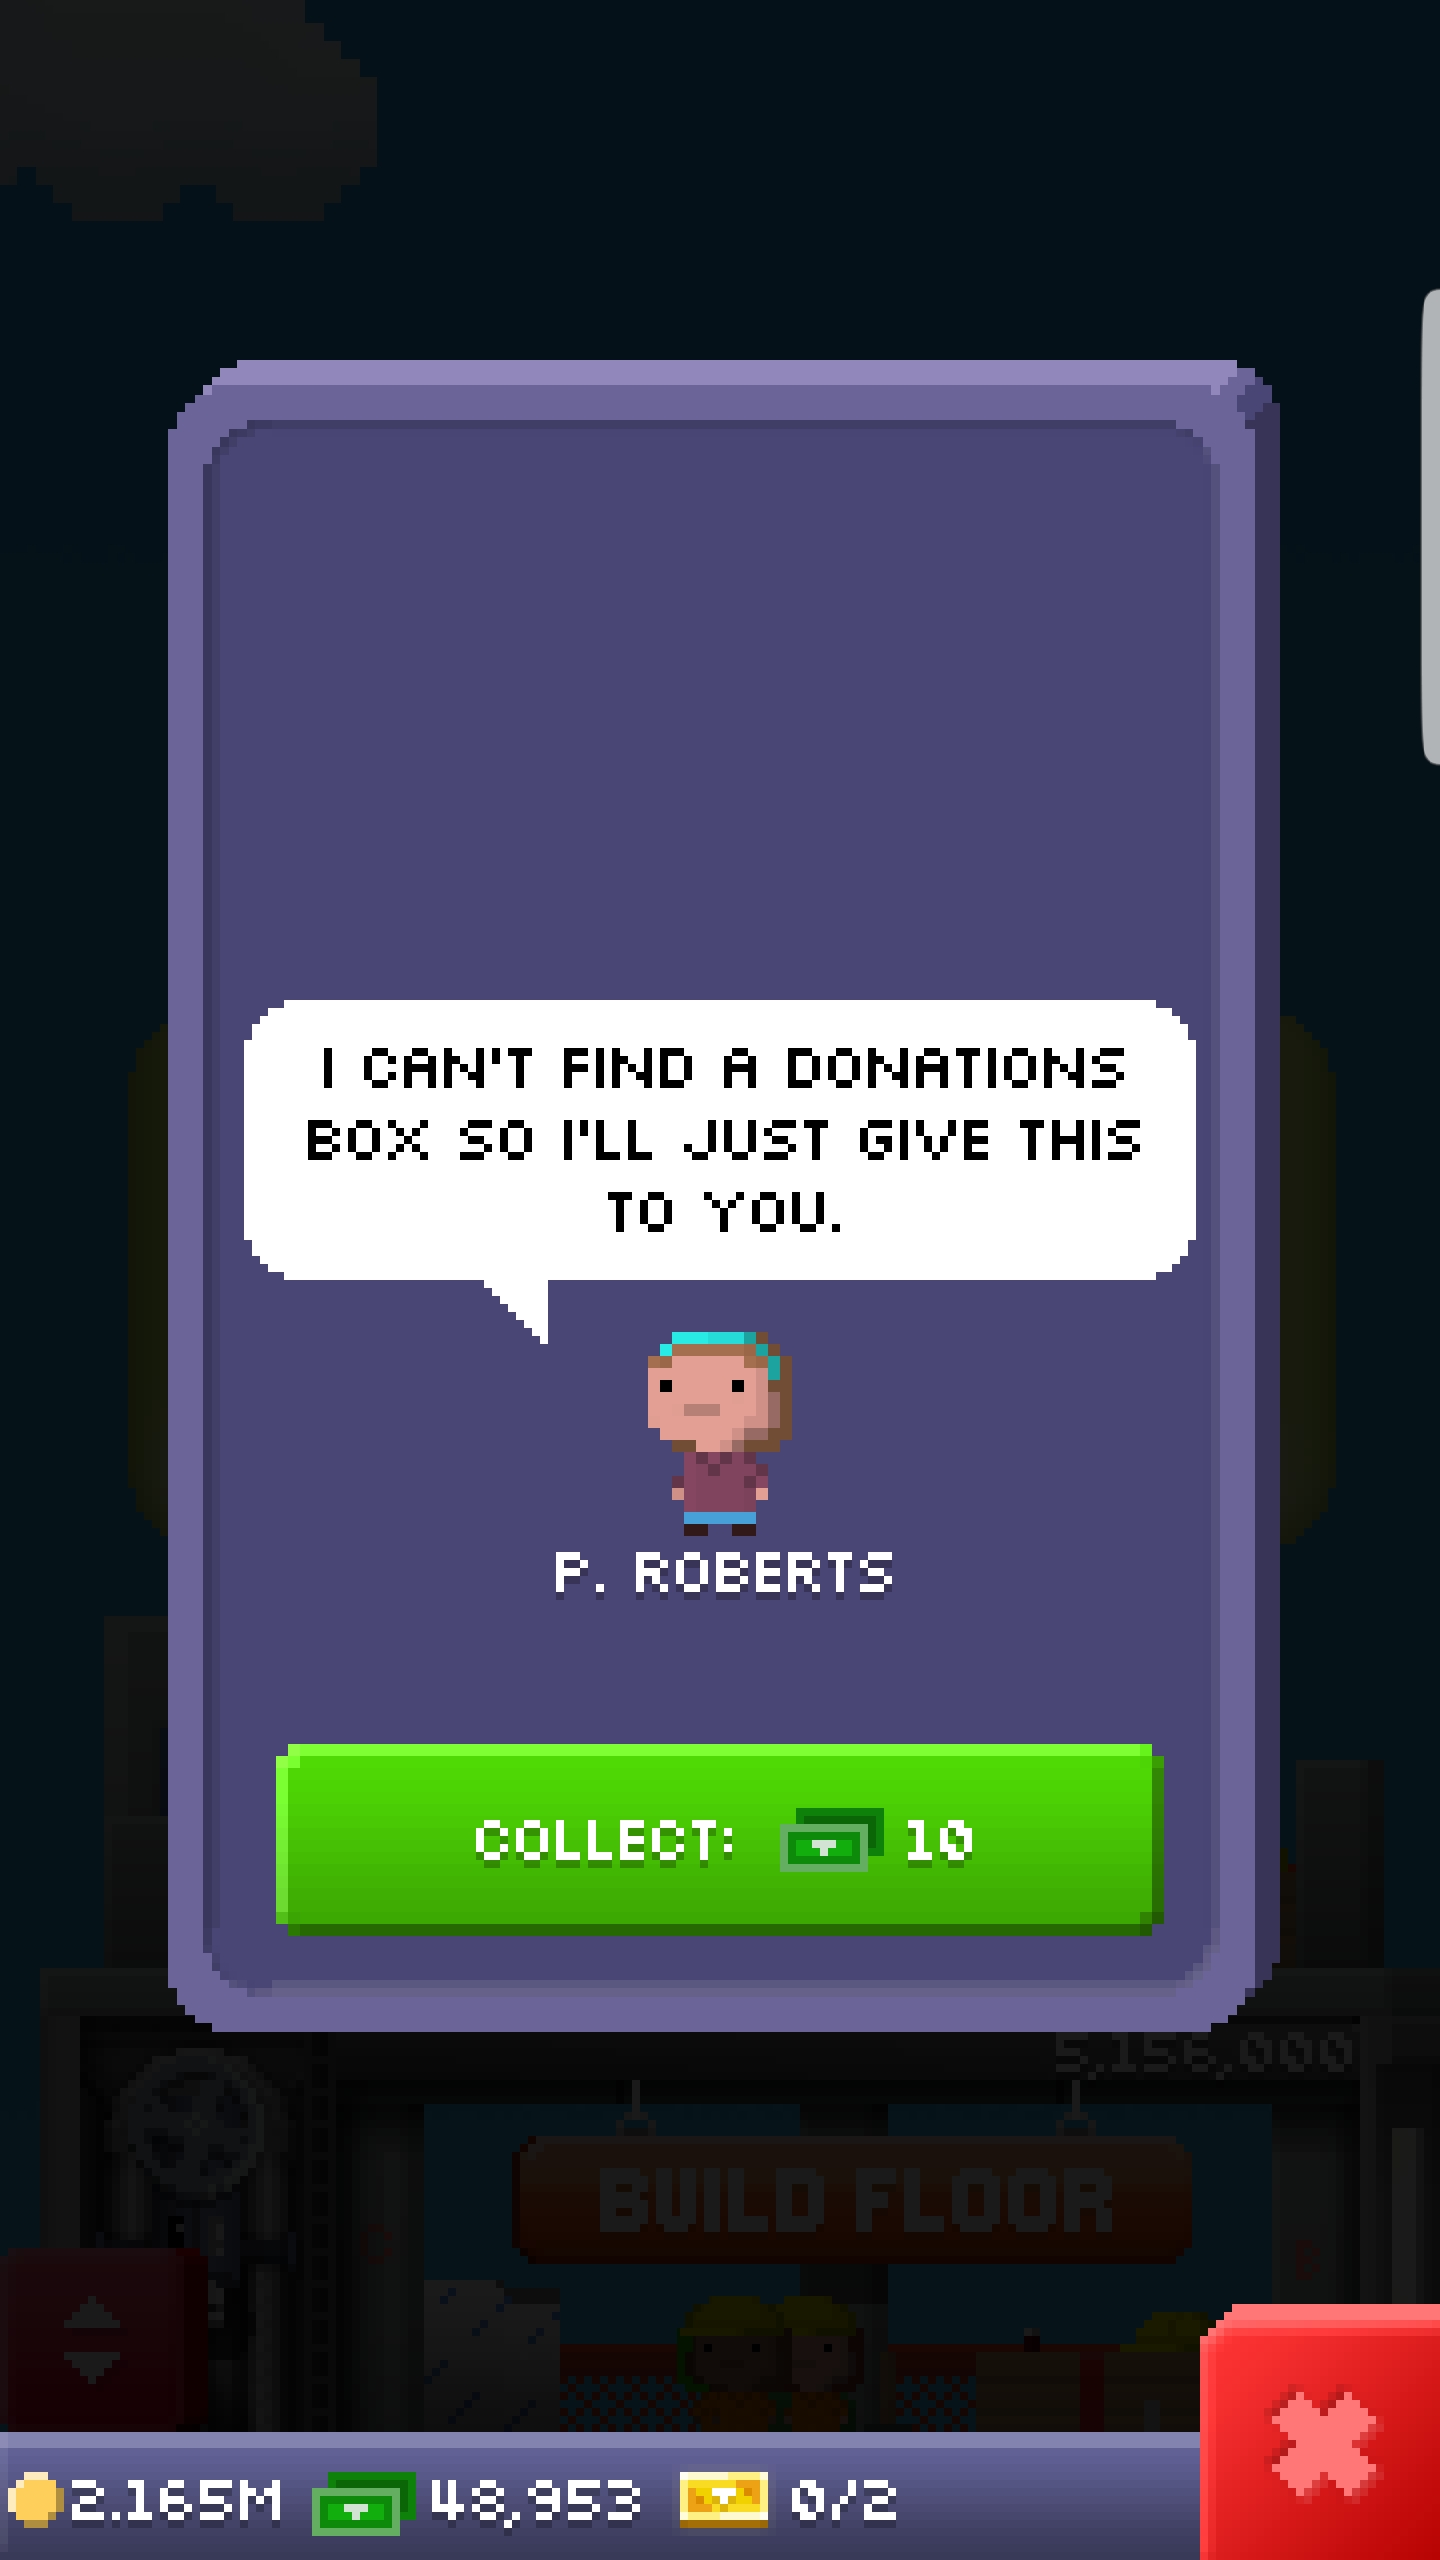 I CAN'T FIND A DONATIONS
BOX SO I'LL JUST GIVE THIS
TO YOU.
P. ROBERTS
COLLECT: 10
5,156,000
BUILD FLOOR
2.165M 48,953 0/2